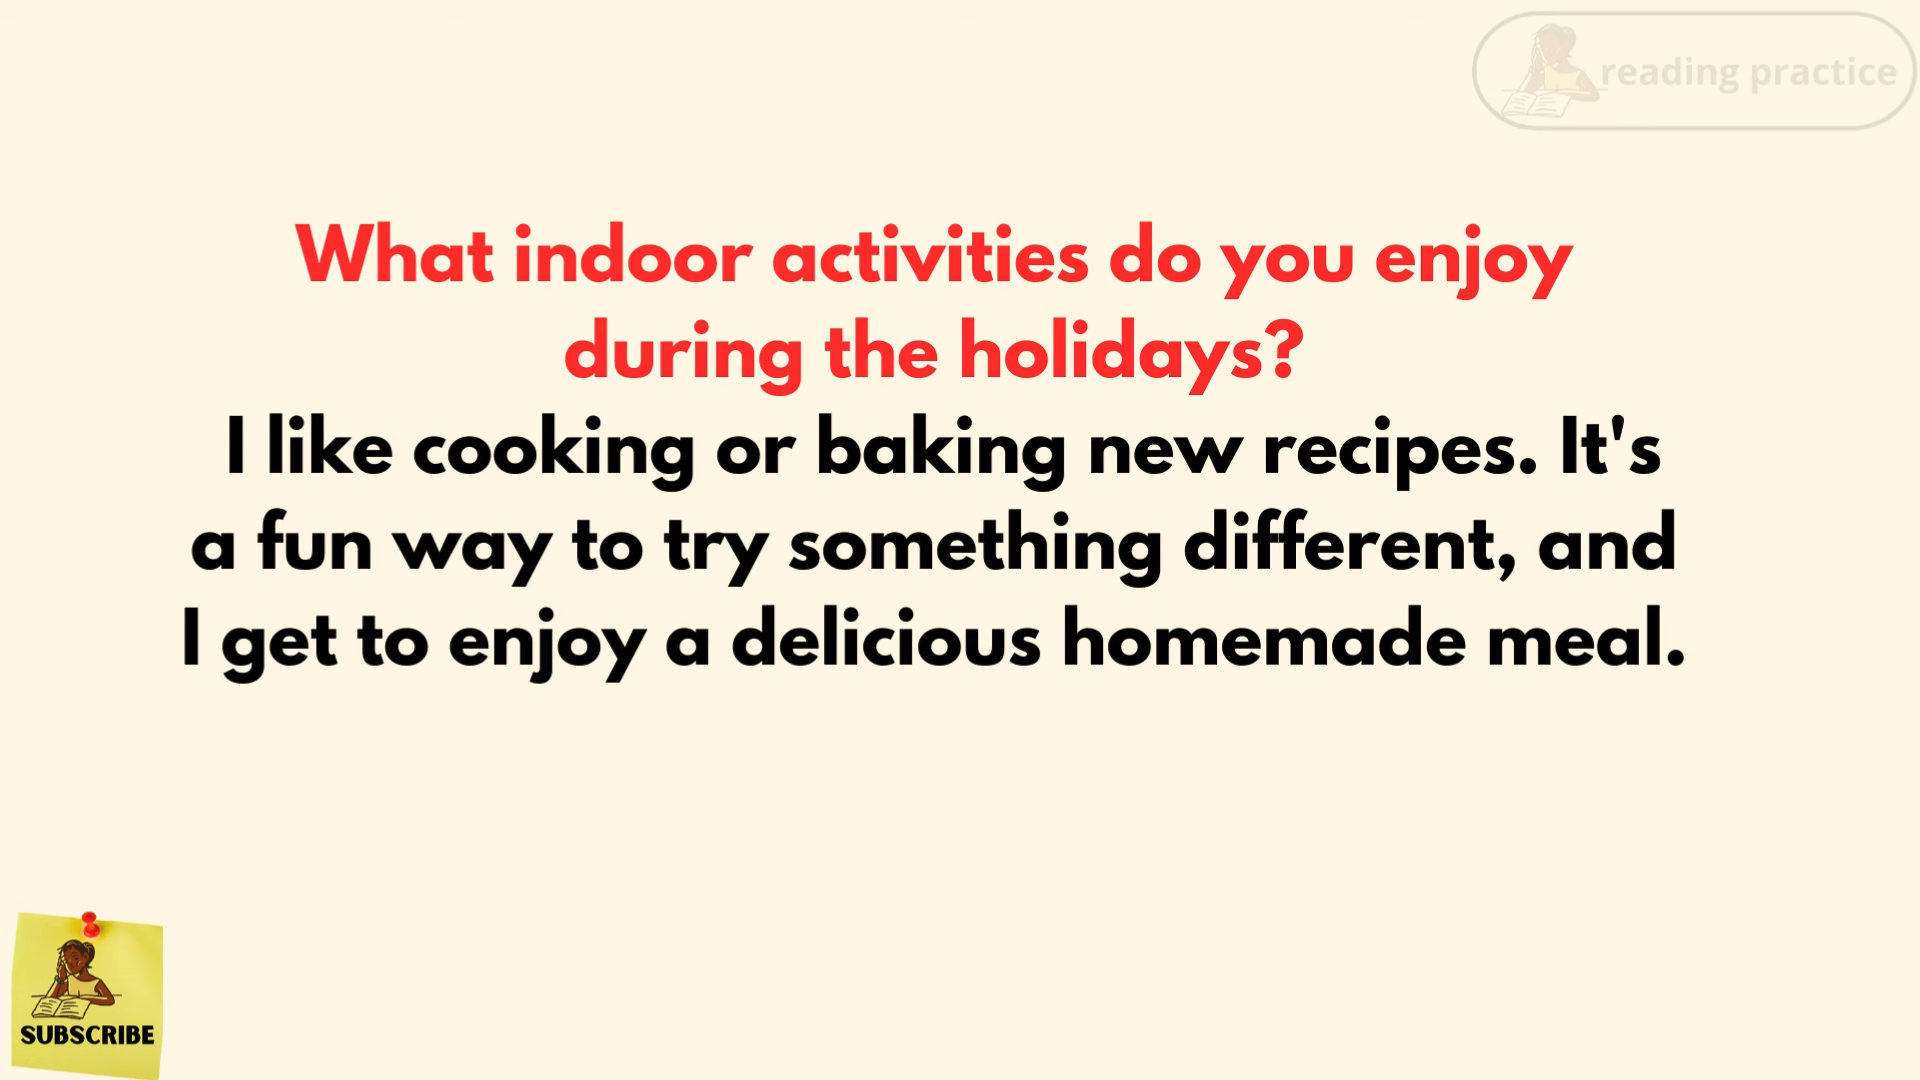 reading practice
What indoor activities do you enjoy
during the holidays?
I like cooking or baking new recipes. It's
a fun way to try something different, and
I get to enjoy a delicious homemade meal.
SUBSCRIBE